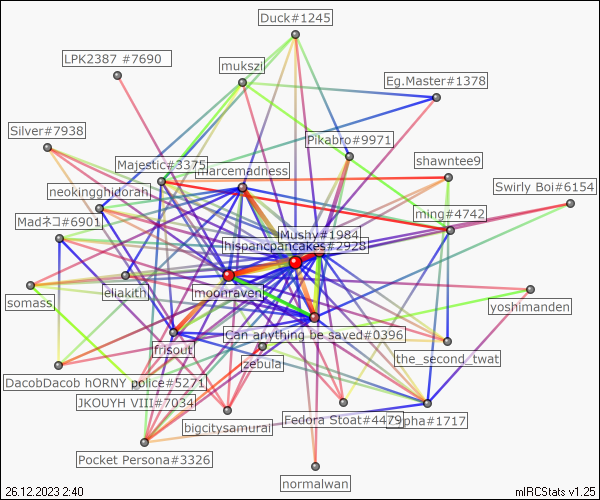 Duck#1245
LPK2387 #7690
mukszi
Eg.Master#1378
Silver#7938
Pikabro#9971
Majestic#3375
marcemadness
shawntee9
neokingghidorah
Swirly Boi#6154
Madネコ#6901
ming#4742
Mushy#1984
hispancpancakes#2928
eliakith
moonraven
somass
yoshimanden
Can anything be saved#0396
frisout
zebula
the_second_twat
DacobDacob hORNY police#5271
JKOUYH VIII#7034
Fedora Stoat#4479
#1717
bigcitysamurai
Pocket Persona#3326
normalwan
26.12.2023 2:40
mIRCStats v1.25